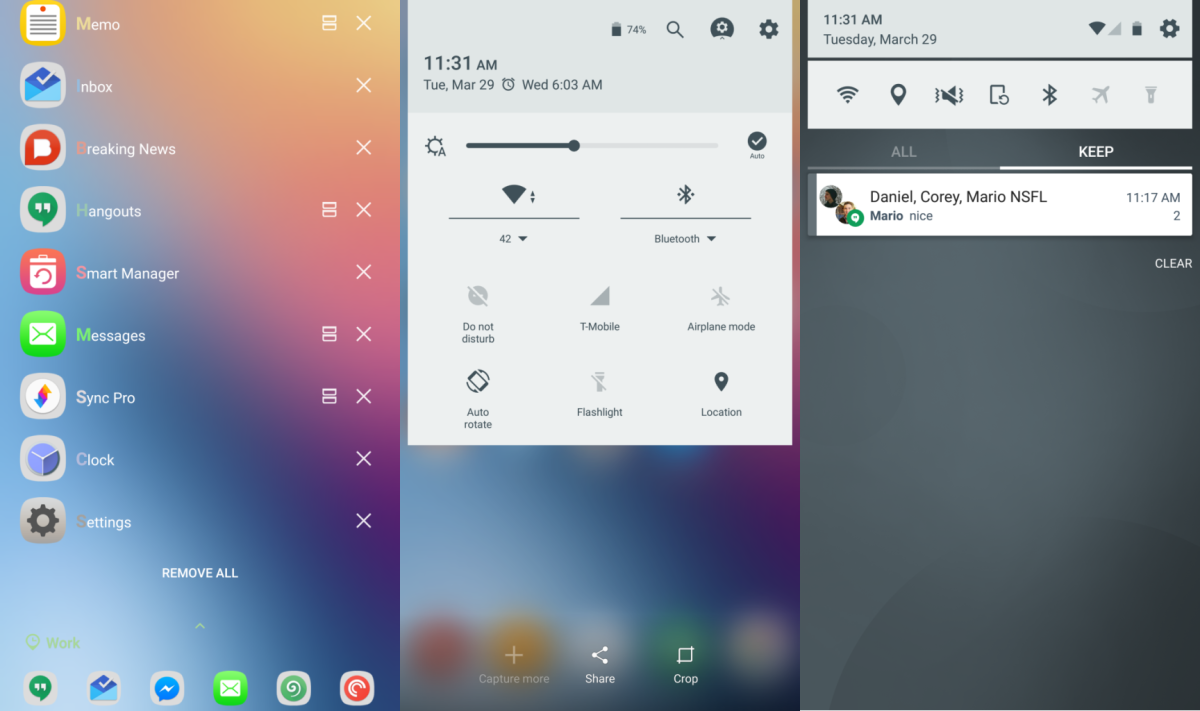 Memo
Inbox
Breaking News
Hangouts
Smart Manager
Messages
Sync Pro
Clock
Settings
REMOVE ALL
Work
74%
11:31 AM
Tue, Mar 29 Wed 6:03 AM
A
Auto
42
Bluetooth
Do not
disturb
T-Mobile
Airplane mode
Auto
rotate
Flashlight
Location
Capture more
Share
Crop
11:31 AM
Tuesday, March 29
ALL
KEEP
Daniel, Corey, Mario NSFL
11:17 AM
Mario nice
2
CLEAR